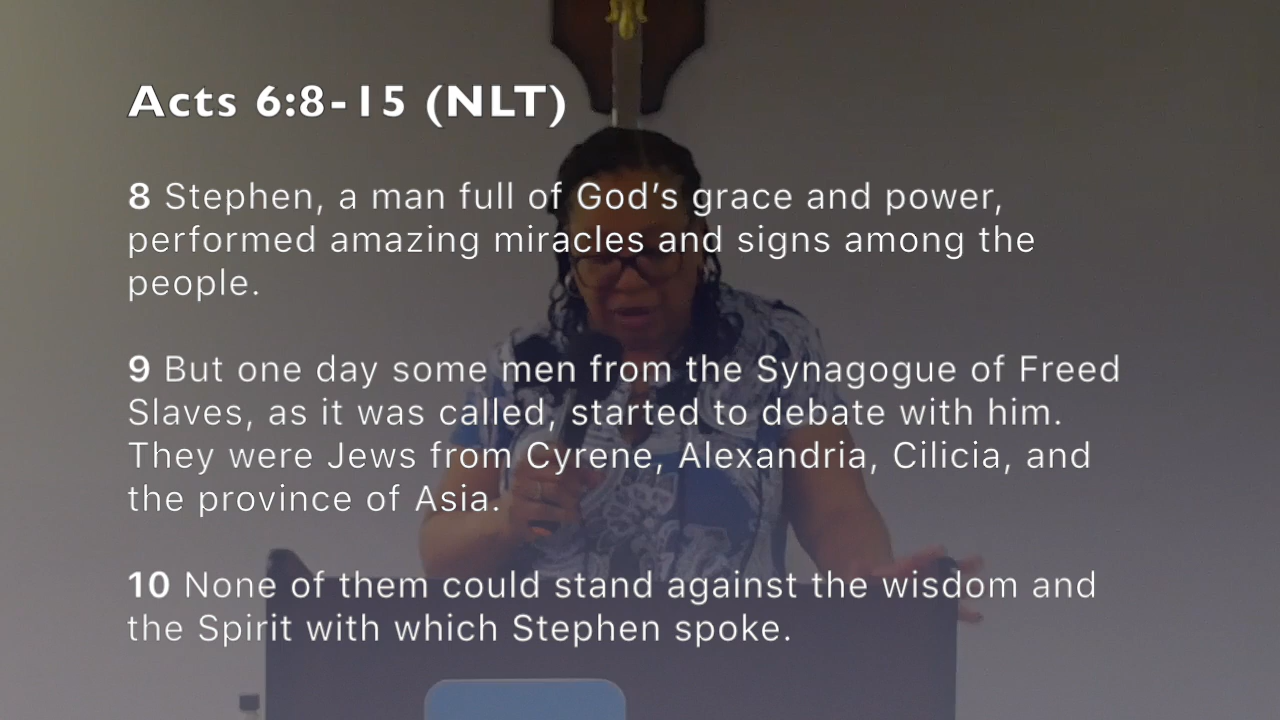 Acts 6:8-15 (NLT)
8 Stephen, a man full of God’s grace and power,
performed amazing miracles and signs among the
people.
9 But one day some men from the Synagogue of Freed
Slaves, as it was called, started to debate with him.
They were Jews from Cyrene, Alexandria, Cilicia, and
the province of Asia.
10 None of them could stand against the wisdom and
the Spirit with which Stephen spoke.